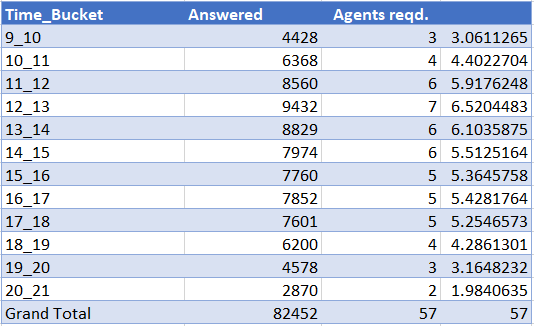 Time_Bucket Answered Agents reqd.
9_10 4428 3 3.0611265
10_11 6368 4 4.4022704
11_12 8560 6 5.9176248
12_13 9432 7 6.5204483
13_14 8829 6 6.1035875
14_15 7974 6 5.5125164
15_16 7760 5 5.3645758
16_17 7852 5 5.4281764
17_18 7601 5 5.2546573
18_19 6200 4 4.2861301
19_20 4578 3 3.1648232
20_21 2870 2 1.9840635
Grand Total 82452 57 57